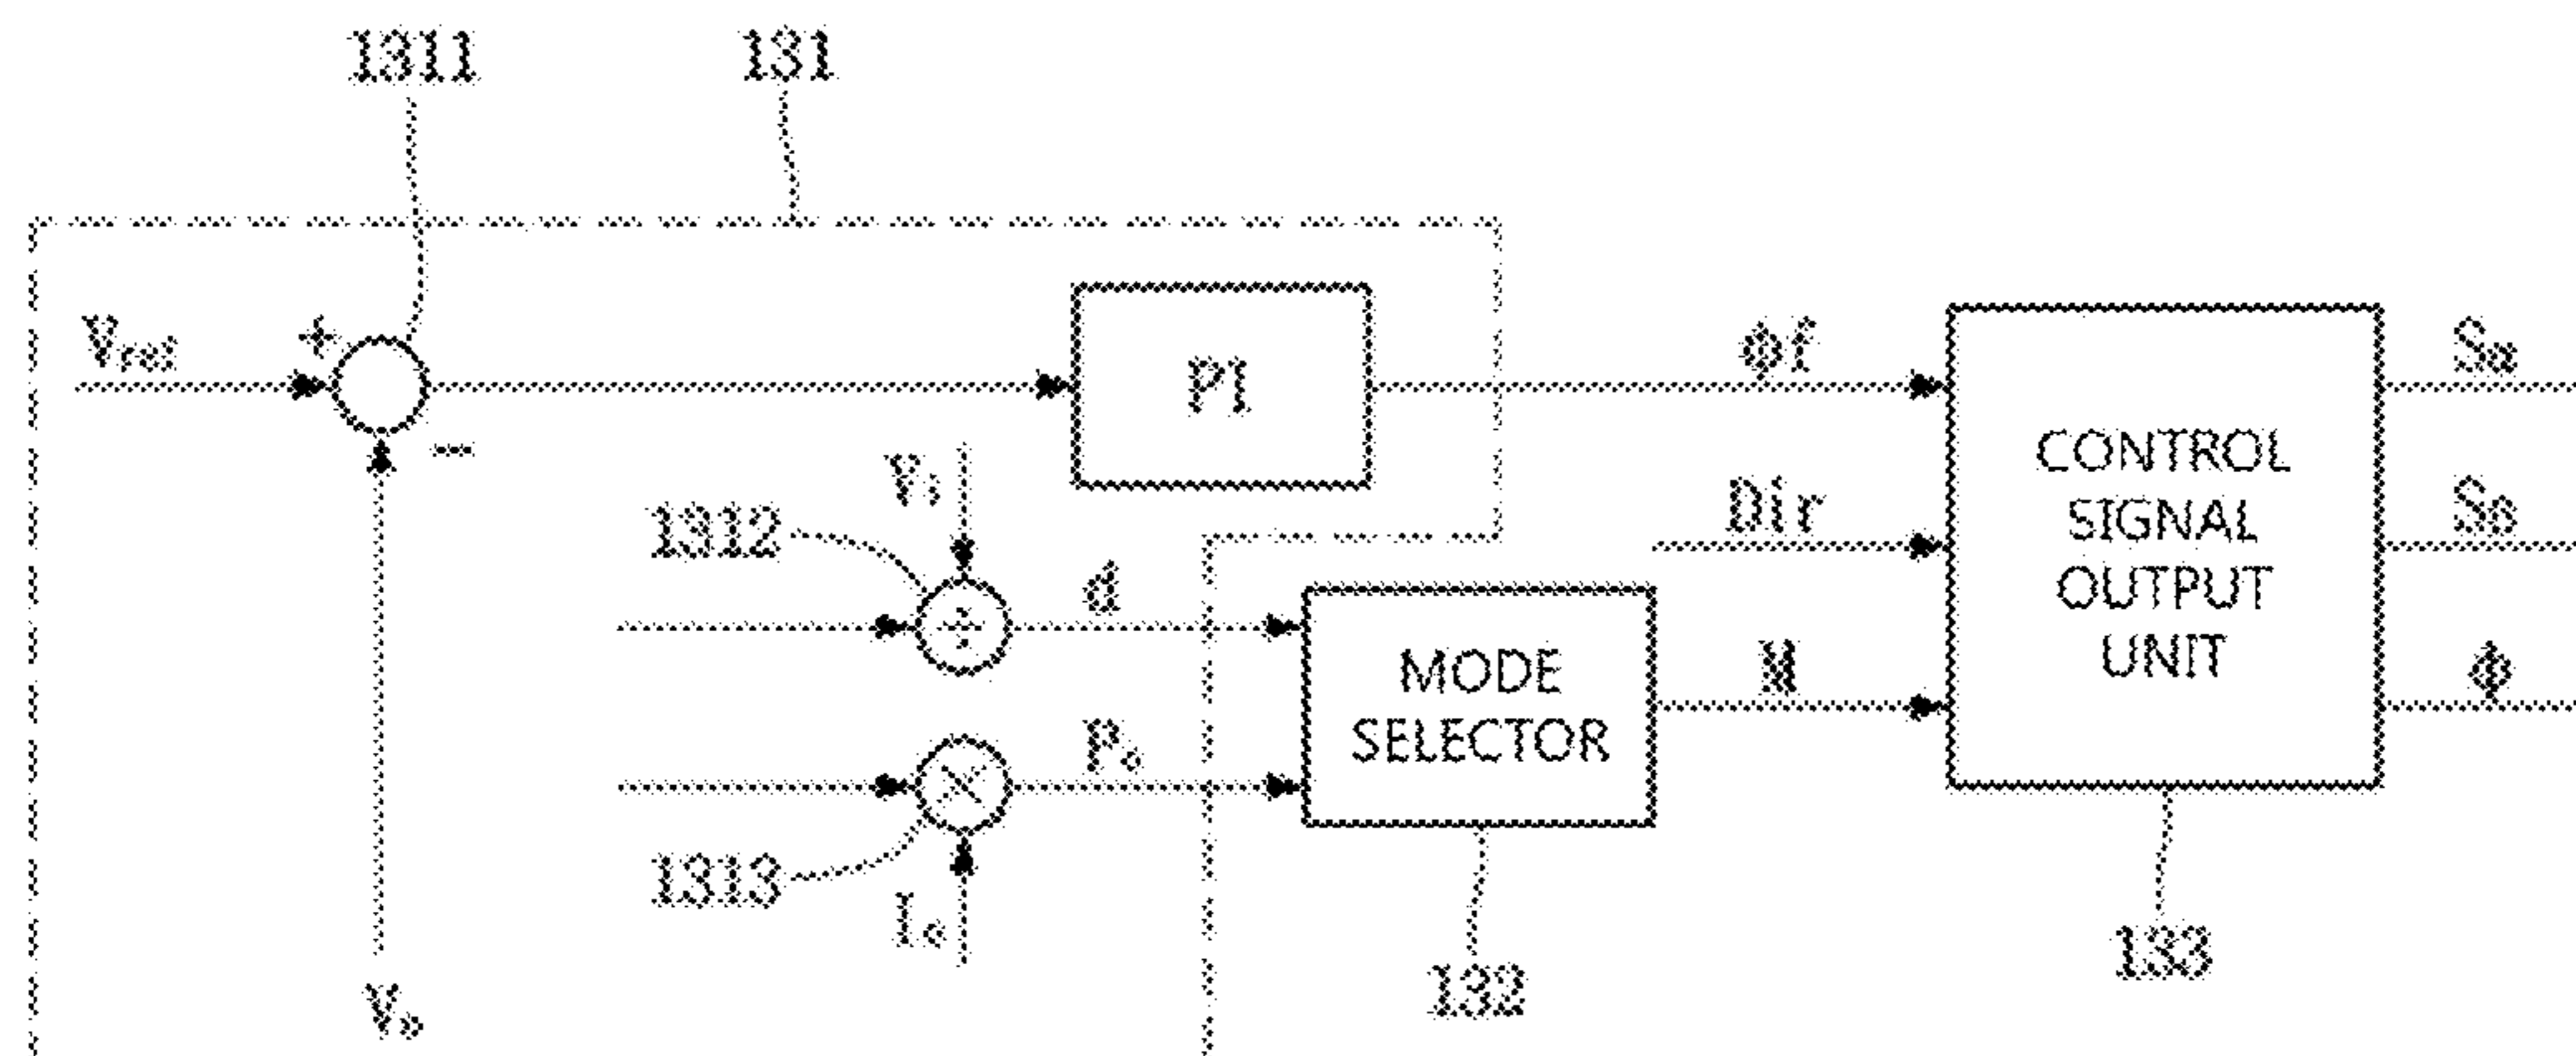 1311
131
Vref
+
−
PI
φf
Sa
Vi
1312
÷
d
Dir
CONTROL
SIGNAL
OUTPUT
UNIT
MODE
SELECTOR
M
Φ
×
Po
1313
Io
132
133
Vo